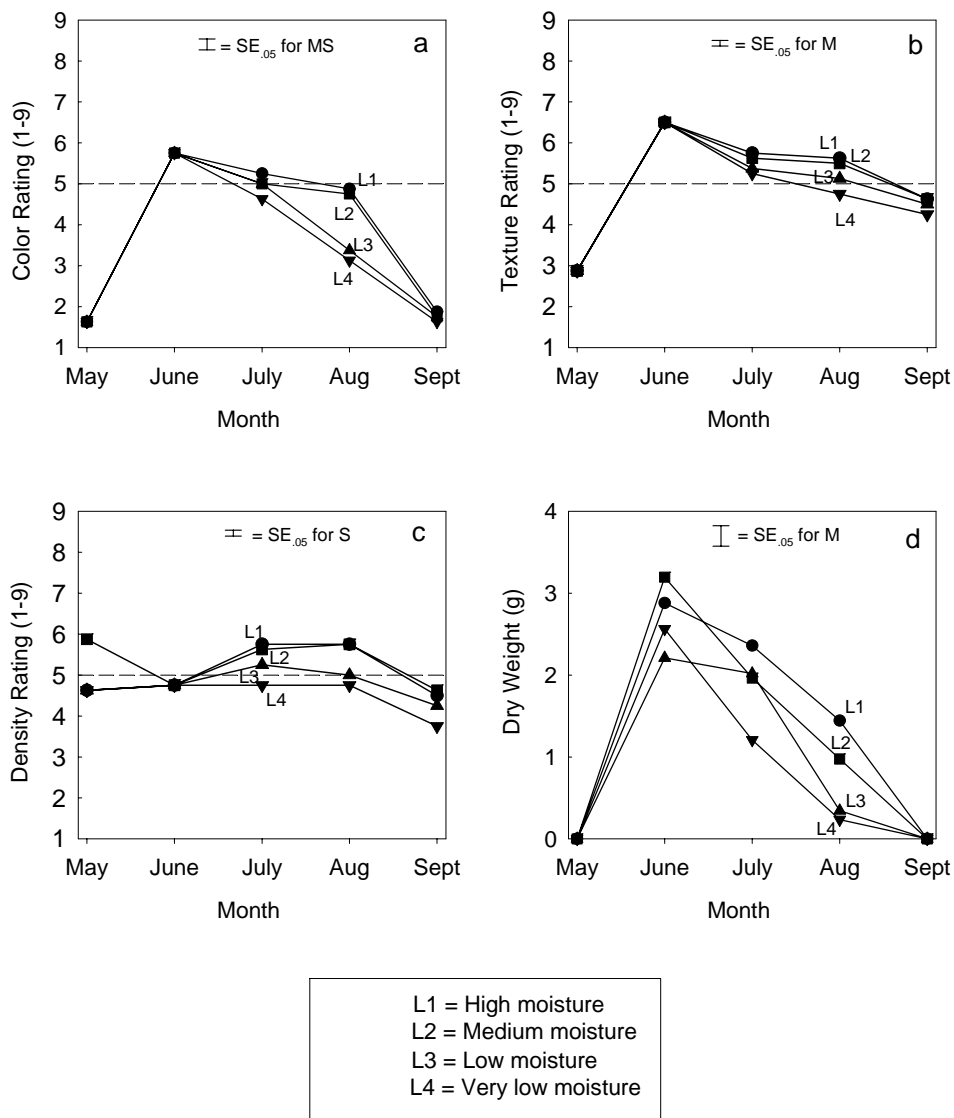 a
= SE.05 for MS
Color Rating (1-9)
9
8
7
6
5
4
3
2
1
L1
L2
L3
L4
May June July Aug Sept
Month
b
= SE.05 for M
Texture Rating (1-9)
9
8
7
6
5
4
3
2
1
L1
L2
L3
L4
May June July Aug Sept
Month
c
= SE.05 for S
Density Rating (1-9)
9
8
7
6
5
4
3
2
1
L1
L2
L3
L4
May June July Aug Sept
Month
d
= SE.05 for M
Dry Weight (g)
4
3
2
1
0
L1
L2
L3
L4
May June July Aug Sept
Month
L1 = High moisture
L2 = Medium moisture
L3 = Low moisture
L4 = Very low moisture